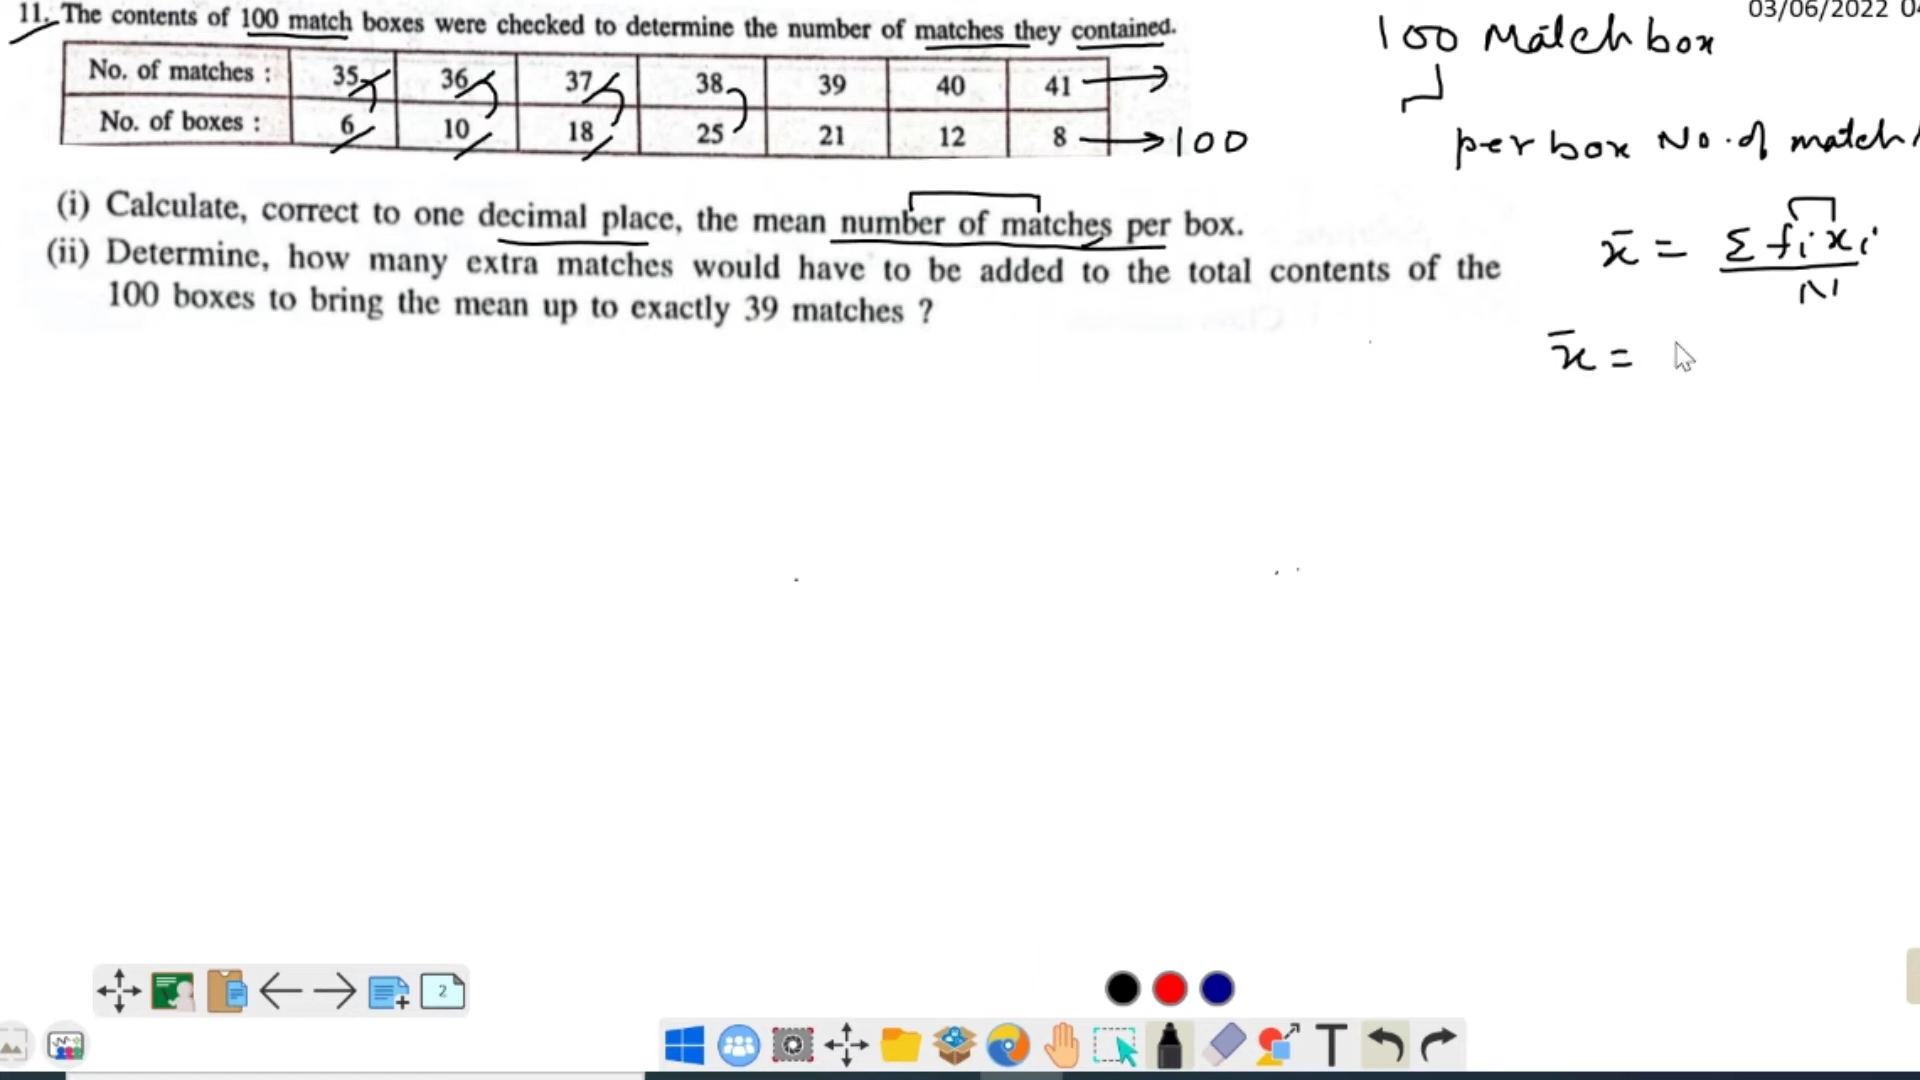 03/06/2022 04
11. The contents of 100 match boxes were checked to determine the number of matches they contained.
No. of matches : 35 36 37 38 39 40 41
No. of boxes : 6 10 18 25 21 12 8 → 100
(i) Calculate, correct to one decimal place, the mean number of matches per box.
(ii) Determine, how many extra matches would have to be added to the total contents of the
100 boxes to bring the mean up to exactly 39 matches ?
100 Match box
per box No. of match
x̄ = Σ fi xi / N
x̄ =
2
T